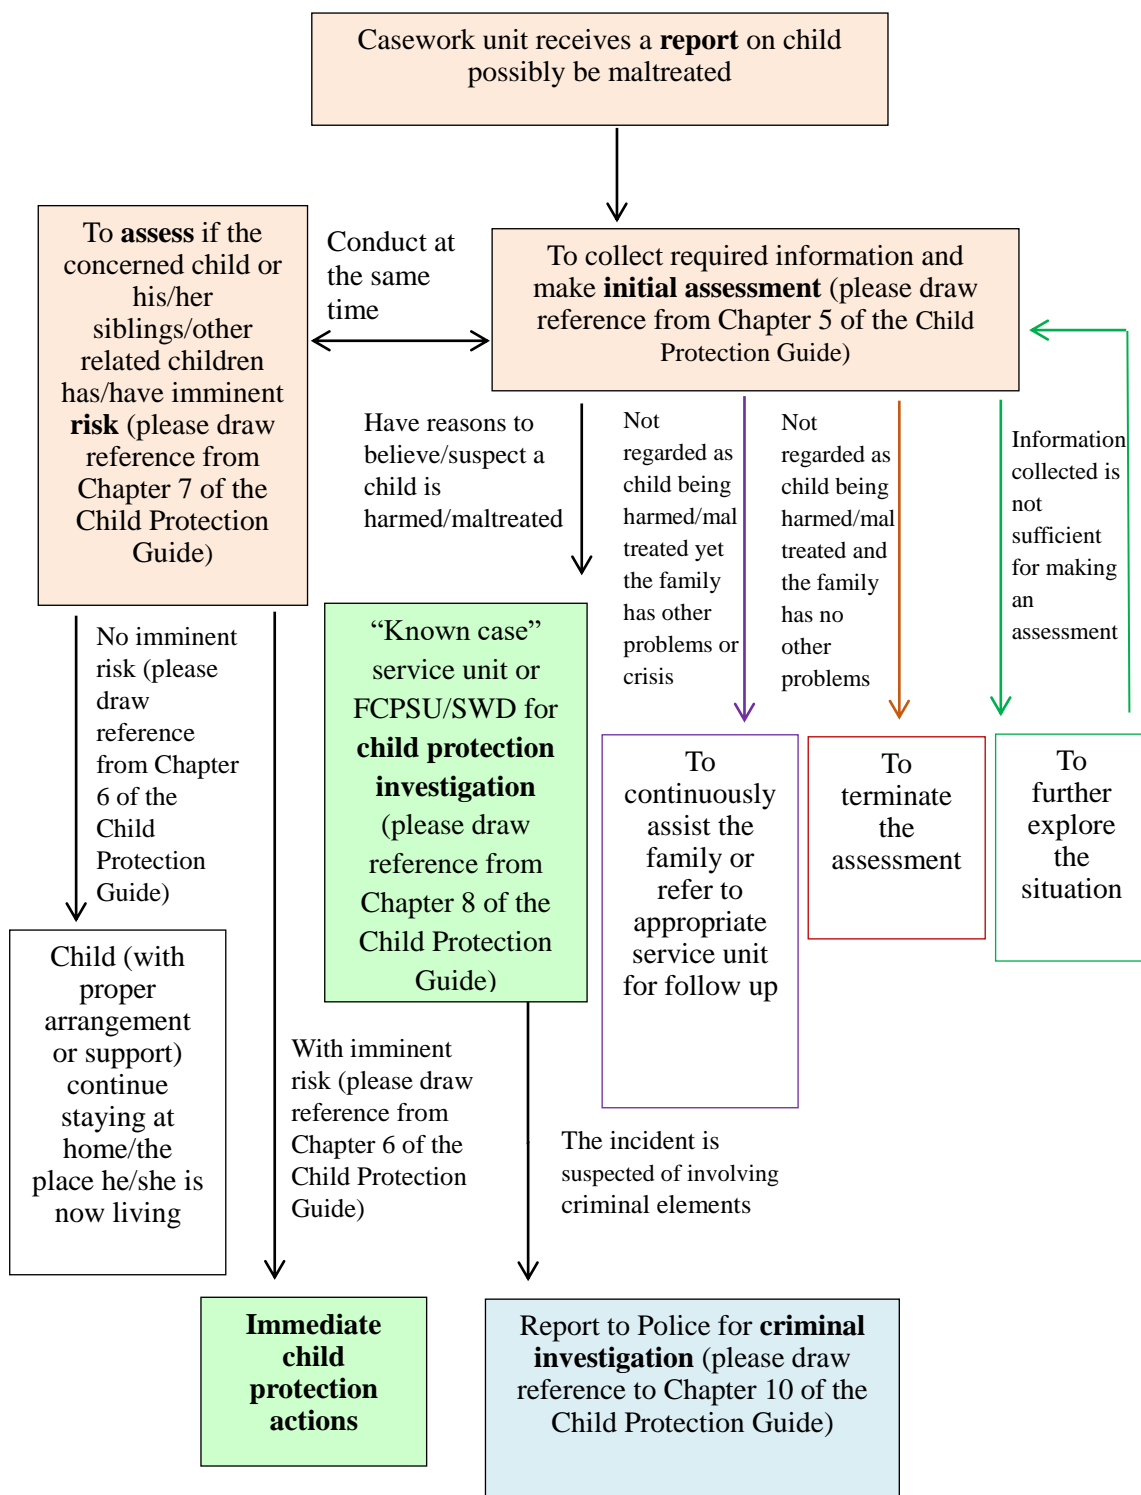 Casework unit receives a report on child
possibly be maltreated
To assess if the
concerned child or
his/her
siblings/other
related children
has/have imminent
risk (please draw
reference from
Chapter 7 of the
Child Protection
Guide)
Conduct at
the same
time
To collect required information and
make initial assessment (please draw
reference from Chapter 5 of the Child
Protection Guide)
Have reasons to
believe/suspect a
child is
harmed/maltreated
Not
regarded as
child being
harmed/mal
treated yet
the family
has other
problems or
crisis
Not
regarded as
child being
harmed/mal
treated and
the family
has no
other
problems
Information
collected is
not
sufficient
for making
an
assessment
No imminent
risk (please
draw
reference
from Chapter
6 of the
Child
Protection
Guide)
“Known case”
service unit or
FCPSU/SWD for
child protection
investigation
(please draw
reference from
Chapter 8 of the
Child Protection
Guide)
To
continuously
assist the
family or
refer to
appropriate
service unit
for follow up
To
terminate
the
assessment
To
further
explore
the
situation
Child (with
proper
arrangement
or support)
continue
staying at
home/the
place he/she is
now living
With imminent
risk (please draw
reference from
Chapter 6 of the
Child Protection
Guide)
The incident is
suspected of involving
criminal elements
Immediate
child
protection
actions
Report to Police for criminal
investigation (please draw
reference to Chapter 10 of the
Child Protection Guide)